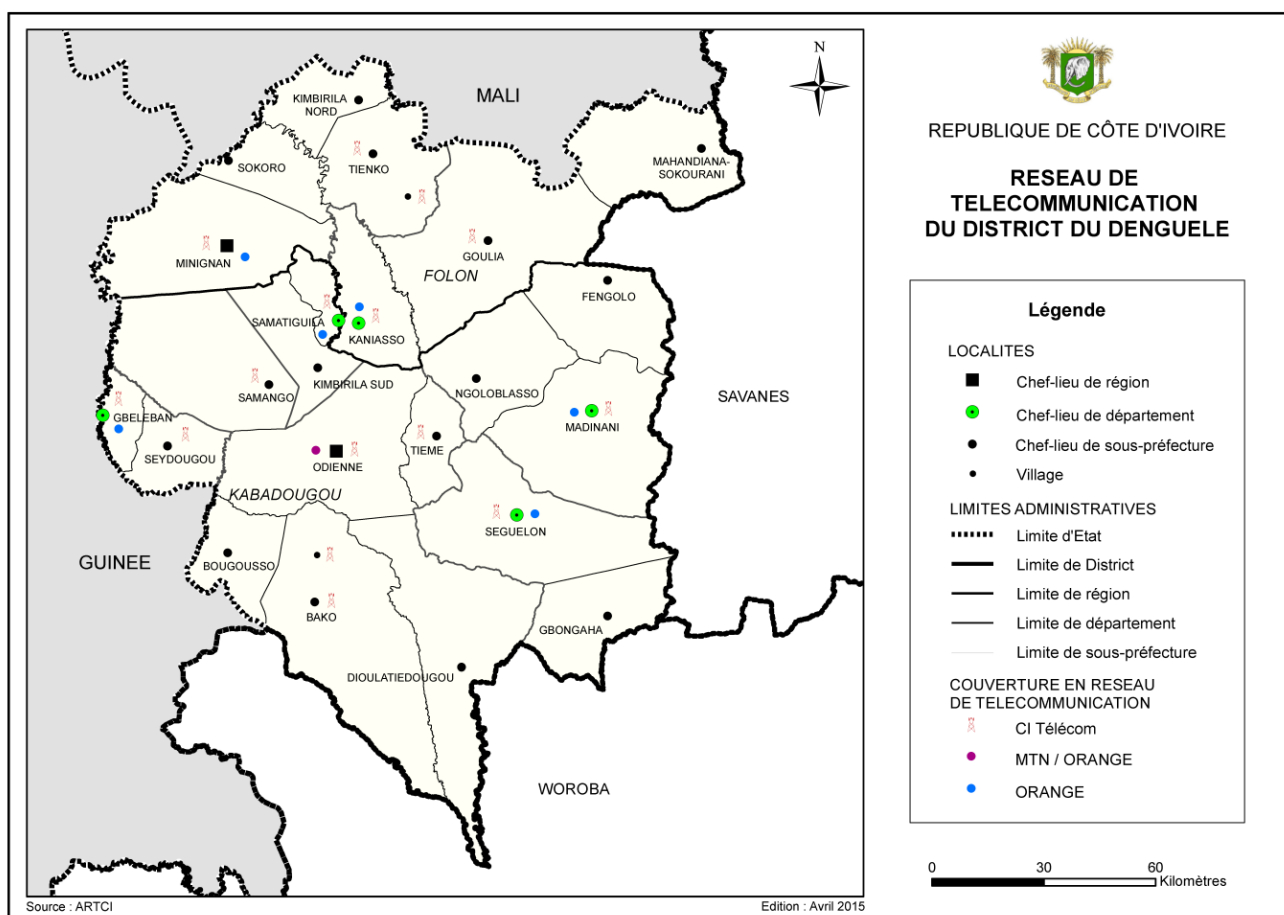 N
MALI
KIMBIRILA
NORD
SOKORO
TIENKO
MAHANDIANA-
SOKOURANI
MINIGNAN
GOULIA
FOLON
FENGOLO
SAMATIGUILA
KANIASSO
KIMBIRILA SUD
SAMANGO
NGOLOBLASSO
SAVANES
GBELEBAN
MADINANI
SEYDOUGOU
TIEME
ODIENNE
KABADOUGOU
SEGUELON
GUINEE
BOUGOUSSO
BAKO
GBONGAHA
DIOULATIEDOUGOU
WOROBA
Source : ARTCI
Edition : Avril 2015
REPUBLIQUE DE CÔTE D'IVOIRE
RESEAU DE
TELECOMMUNICATION
DU DISTRICT DU DENGUELE
Légende
LOCALITES
Chef-lieu de région
Chef-lieu de département
Chef-lieu de sous-préfecture
Village
LIMITES ADMINISTRATIVES
Limite d'Etat
Limite de District
Limite de région
Limite de département
Limite de sous-préfecture
COUVERTURE EN RESEAU
DE TELECOMMUNICATION
CI Télécom
MTN / ORANGE
ORANGE
0 30 60
Kilomètres